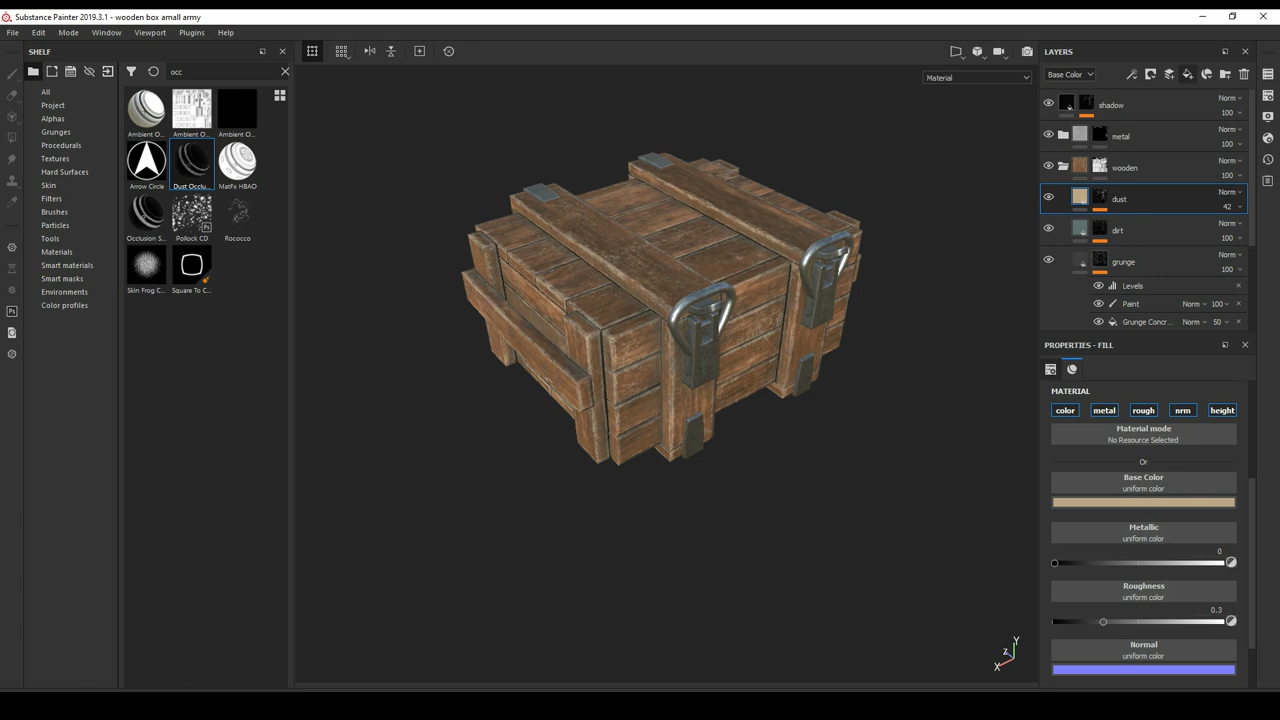 Substance Painter 2019.3.1 - wooden box amall army
File Edit Mode Window Viewport Plugins Help
SHELF
occ
All
Project
Alphas
Grunges
Procedurals
Textures
Hard Surfaces
Skin
Filters
Brushes
Particles
Tools
Materials
Smart materials
Smart masks
Environments
Color profiles
Ambient O... Ambient O... Ambient O...
Arrow Circle Dust Occlu... MatFx HBAO
Occlusion S... Pollock CD Rococco
Skin Frog C... Square To C...
Ps
Ps
Material
Y
Z
X
LAYERS
Base Color
shadow Norm
100
metal Norm
100
wooden Norm
100
dust Norm
42
dirt Norm
100
grunge Norm
100
Levels
Paint Norm 100
Grunge Concr... Norm 50
PROPERTIES - FILL
MATERIAL
color metal rough nrm height
Material mode
No Resource Selected
Or
Base Color
uniform color
Metallic
uniform color
0
Roughness
uniform color
0.3
Normal
uniform color